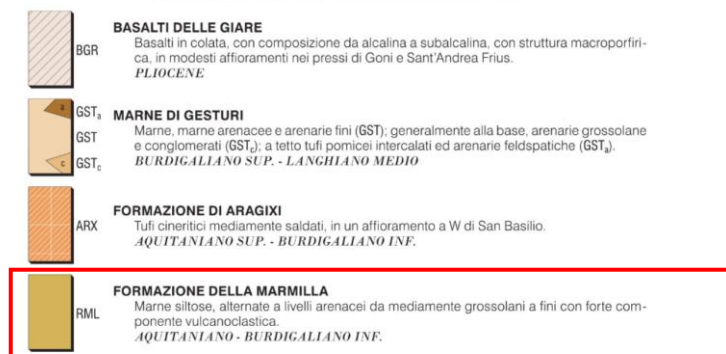 BASALTI DELLE GIARE
BGR
Basalti in colata, con composizione da alcalina a subalcalina, con struttura macroporfiri-
ca, in modesti affioramenti nei pressi di Goni e Sant'Andrea Frius.
PLIOCENE
a
GSTa
MARNE DI GESTURI
GST
Marne, marne arenacee e arenarie fini (GST); generalmente alla base, arenarie grossolane
c
GSTc
e conglomerati (GSTc); a tetto tufi pomicei intercalati ed arenarie feldspatiche (GSTa).
BURDIGALIANO SUP. - LANGHIANO MEDIO
FORMAZIONE DI ARAGIXI
ARX
Tufi cineritici mediamente saldati, in un affioramento a W di San Basilio.
AQUITANIANO SUP. - BURDIGALIANO INF.
FORMAZIONE DELLA MARMILLA
RML
Marne siltose, alternate a livelli arenacei da mediamente grossolani a fini con forte com-
ponente vulcanoclastica.
AQUITANIANO - BURDIGALIANO INF.